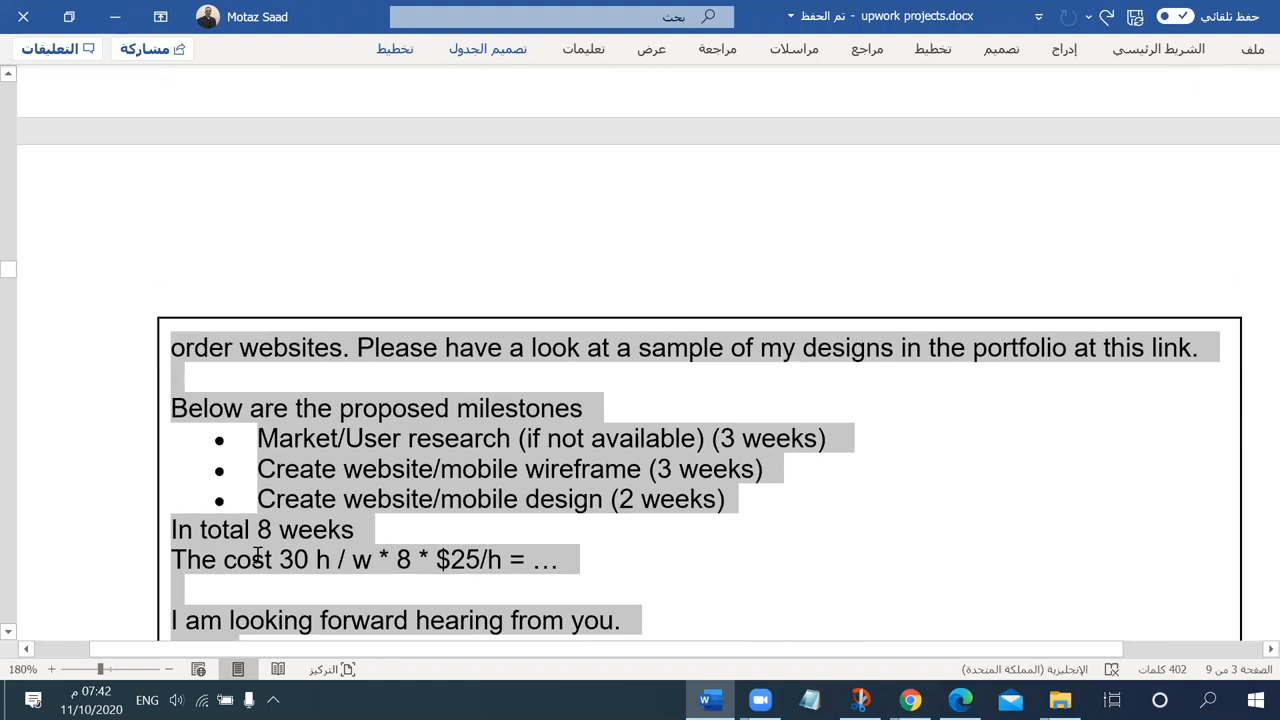 Motaz Saad
بحث
upwork projects.docx - تم الحفظ
حفظ تلقائي
ملف
الشريط الرئيسي
إدراج
تصميم
تخطيط
مراجع
مراسلات
مراجعة
عرض
تعليمات
تصميم الجدول
تخطيط
مشاركة
التعليقات
order websites. Please have a look at a sample of my designs in the portfolio at this link.
Below are the proposed milestones
● Market/User research (if not available) (3 weeks)
● Create website/mobile wireframe (3 weeks)
● Create website/mobile design (2 weeks)
In total 8 weeks
The cost 30 h / w * 8 * $25/h = …
I am looking forward hearing from you.
الصفحة 3 من 9
402 كلمات
الإنجليزية (المملكة المتحدة)
التركيز
180%
07:42 م
11/10/2020
ENG